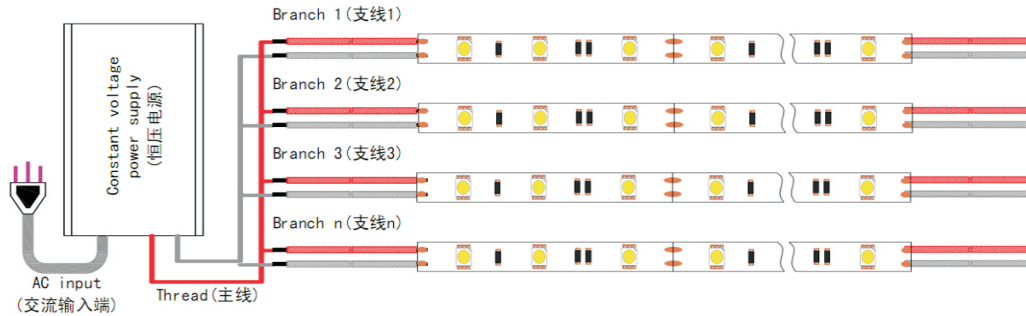 Branch 1(支线1)
Constant voltage
power supply
(恒压电源)
Branch 2(支线2)
Branch 3(支线3)
Branch n(支线n)
AC input
(交流输入端)
Thread(主线)